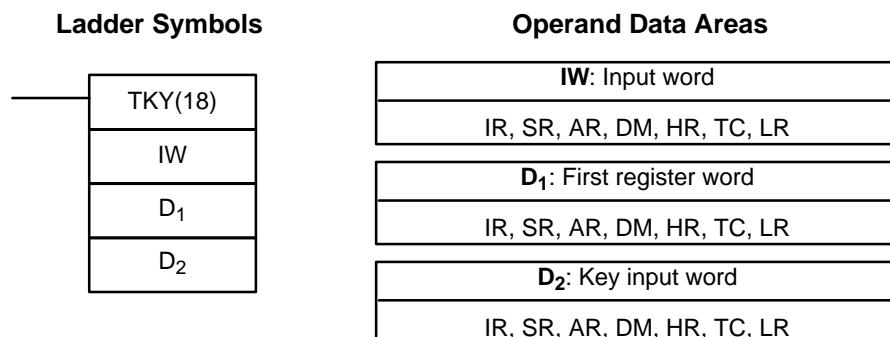 Ladder Symbols
TKY(18)
IW
D1
D2
Operand Data Areas
IW: Input word
IR, SR, AR, DM, HR, TC, LR
D1: First register word
IR, SR, AR, DM, HR, TC, LR
D2: Key input word
IR, SR, AR, DM, HR, TC, LR